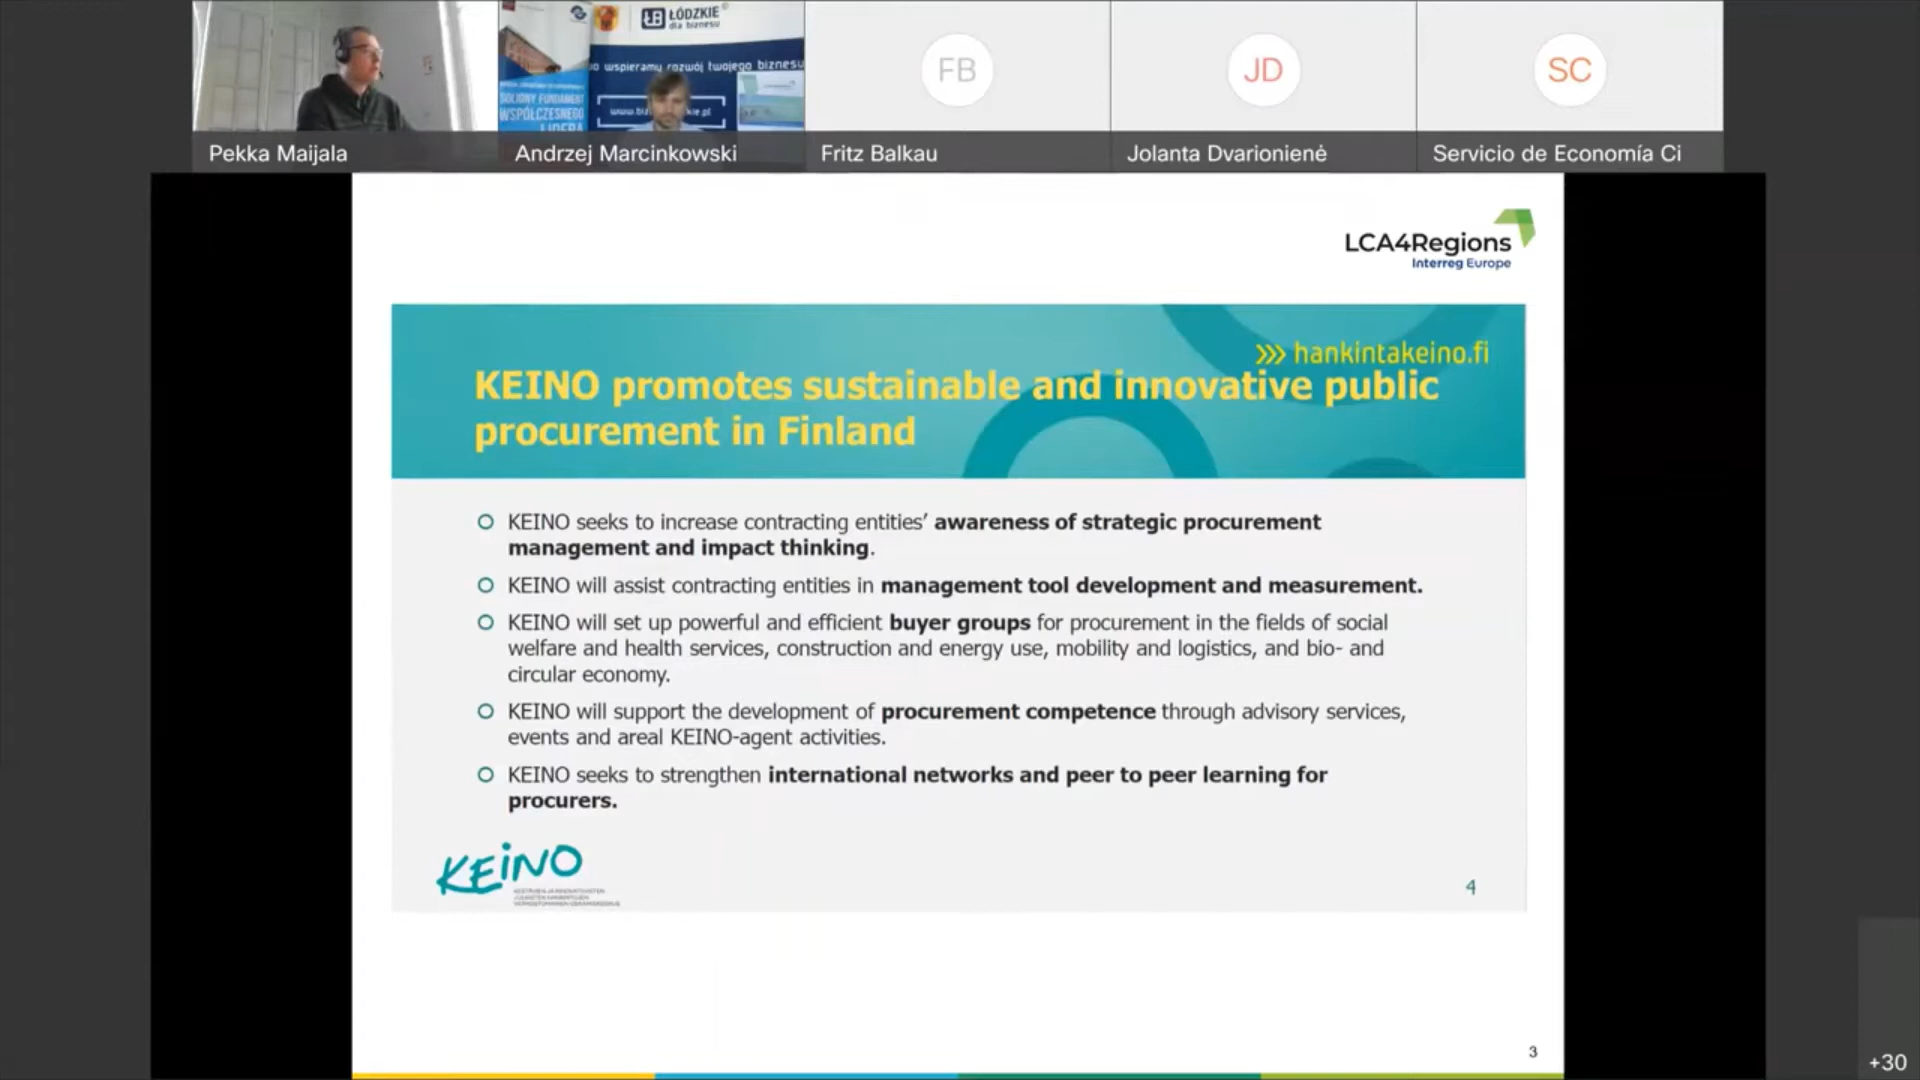 ŁÓDZKIE
dla biznesu
wspieramy rozwój twojego biznesu
SOLIDNY FUNDAMENT
WSPÓŁCZESNEGO
LIDERA
FB
JD
SC
Pekka Maijala
Andrzej Marcinkowski
Fritz Balkau
Jolanta Dvarionienė
Servicio de Economía Ci
LCA4Regions
Interreg Europe
hankintakeino.fi
KEINO promotes sustainable and innovative public
procurement in Finland
KEINO seeks to increase contracting entities’ awareness of strategic procurement
management and impact thinking.
KEINO will assist contracting entities in management tool development and measurement.
KEINO will set up powerful and efficient buyer groups for procurement in the fields of social
welfare and health services, construction and energy use, mobility and logistics, and bio- and
circular economy.
KEINO will support the development of procurement competence through advisory services,
events and areal KEINO-agent activities.
KEINO seeks to strengthen international networks and peer to peer learning for
procurers.
KEINO
4
3
+30